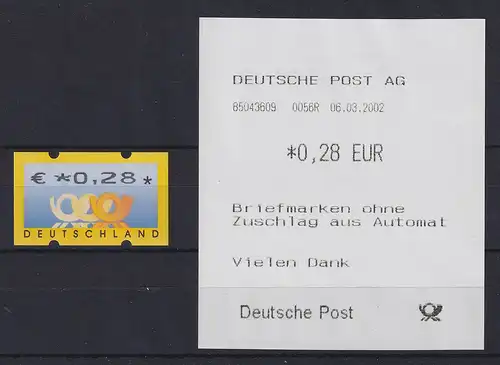 € *0,28 *
DEUTSCHLAND
DEUTSCHE POST AG
85043609 0056R 06.03.2002
*0,28 EUR
Briefmarken ohne
Zuschlag aus Automat
Vielen Dank
Deutsche Post